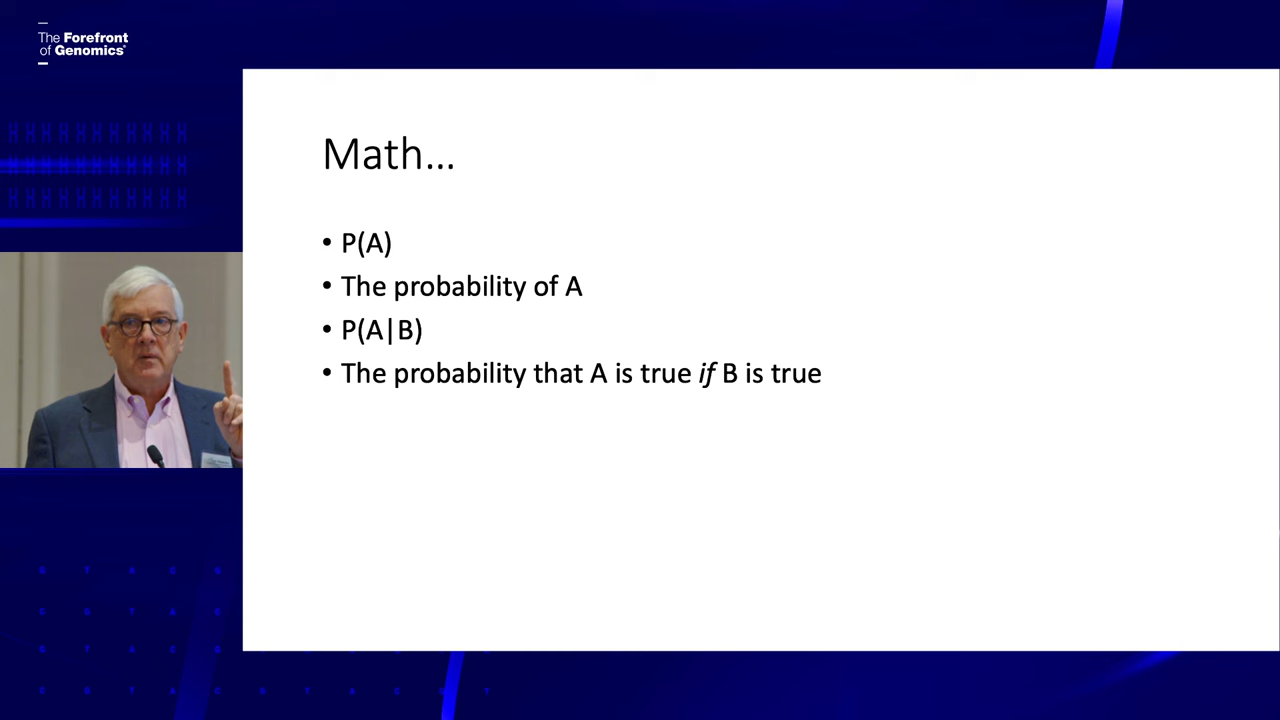 The Forefront
of Genomics®
Math…
• P(A)
• The probability of A
• P(A|B)
• The probability that A is true if B is true